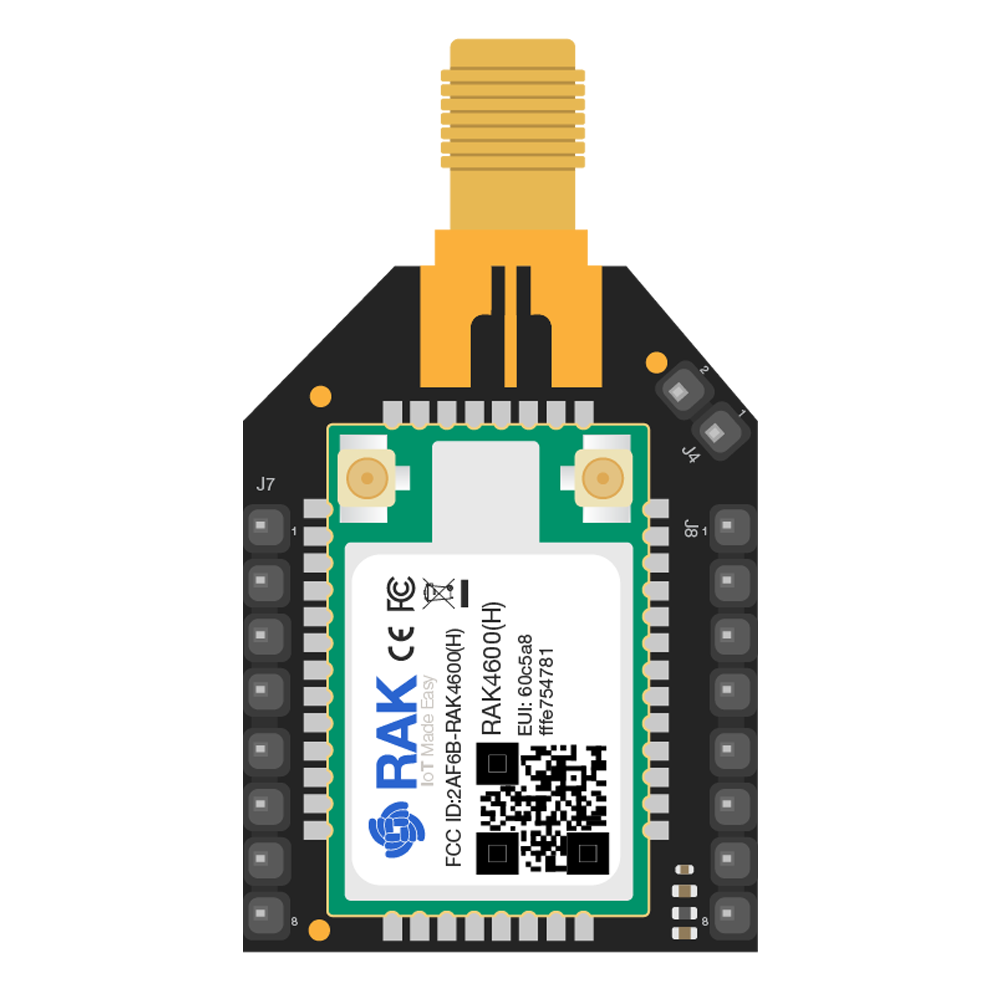 2
1
J4
J7
1
J8
1
FC
CE
RAK
IoT Made Easy
FCC ID:2AF6B-RAK4600(H)
RAK4600(H)
EUI: 60c5a8
fffe754781
8
8